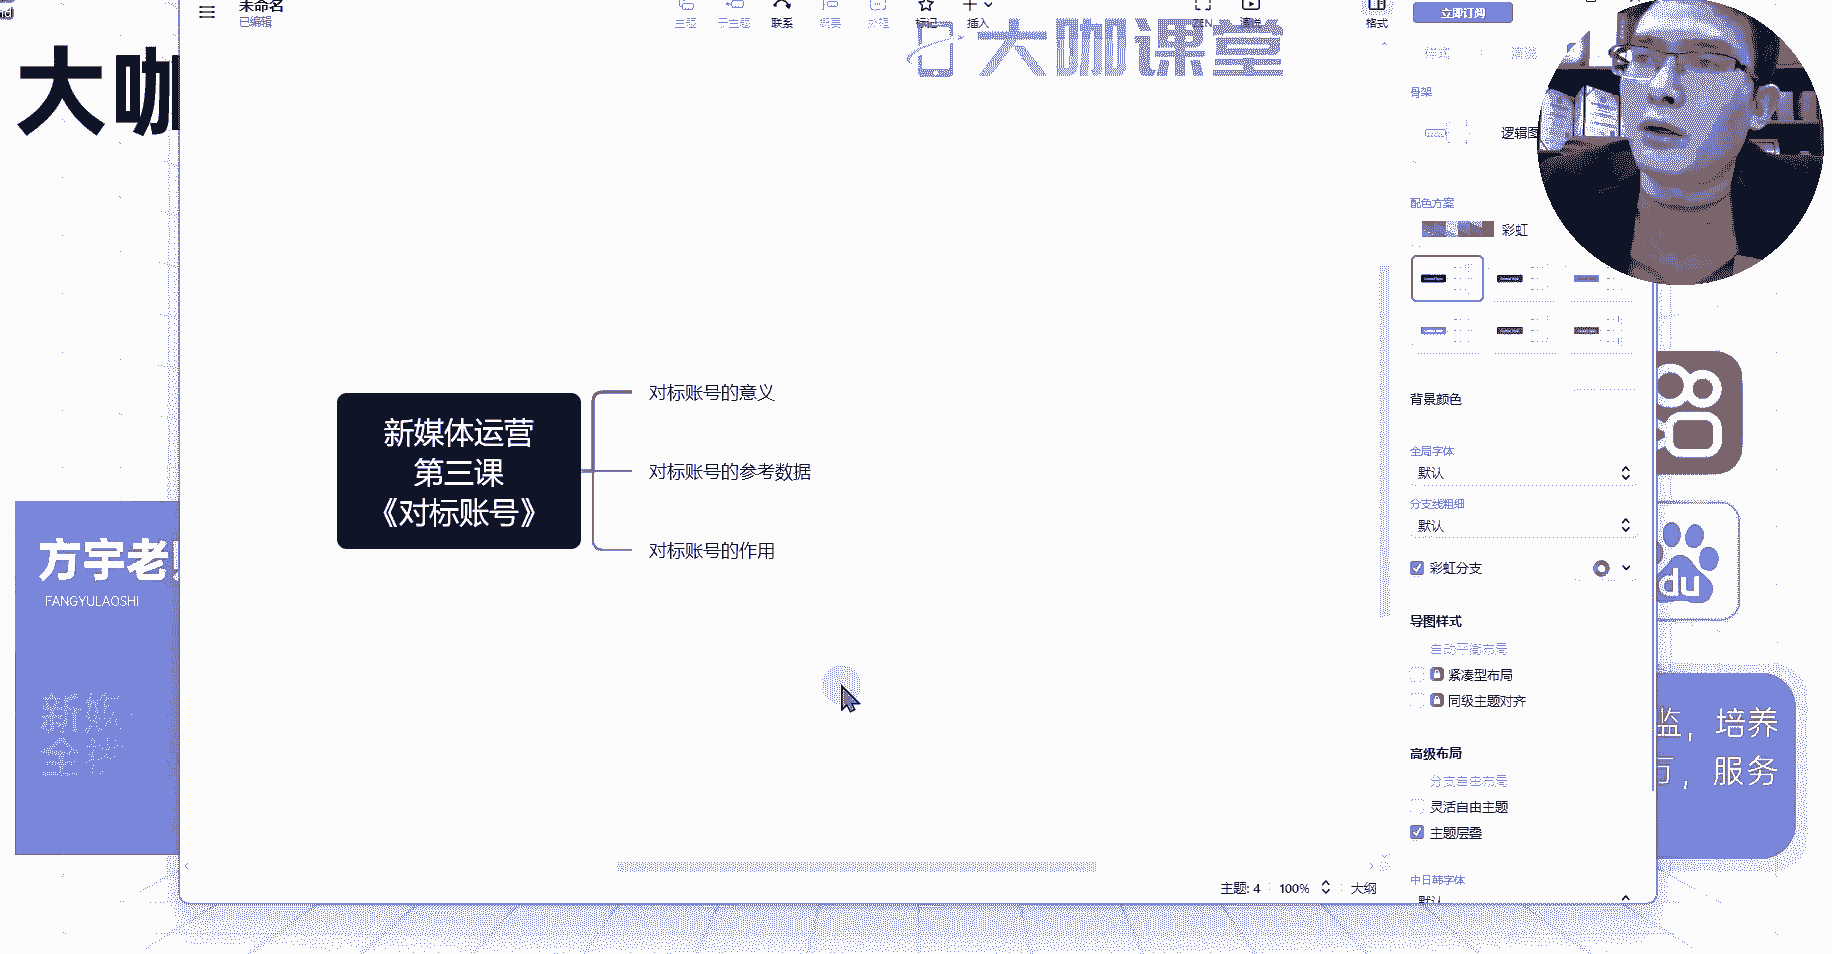 大咖
未命名
已编辑
主题
子主题
联系
概要
外框
标记
插入
ZEN
演说
格式
立即订阅
大咖课堂
样式
演说
骨架
逻辑图
配色方案
彩虹
背景颜色
全局字体
默认
分支线粗细
默认
彩虹分支
导图样式
自动平衡布局
紧凑型布局
同级主题对齐
高级布局
分支自由布局
灵活自由主题
主题层叠
中日韩字体
默认
新媒体运营
第三课
《对标账号》
对标账号的意义
对标账号的参考数据
对标账号的作用
方宇老
FANGYULAOSHI
新媒
全技
du
监，培养
万，服务
主题: 4
100%
大纲